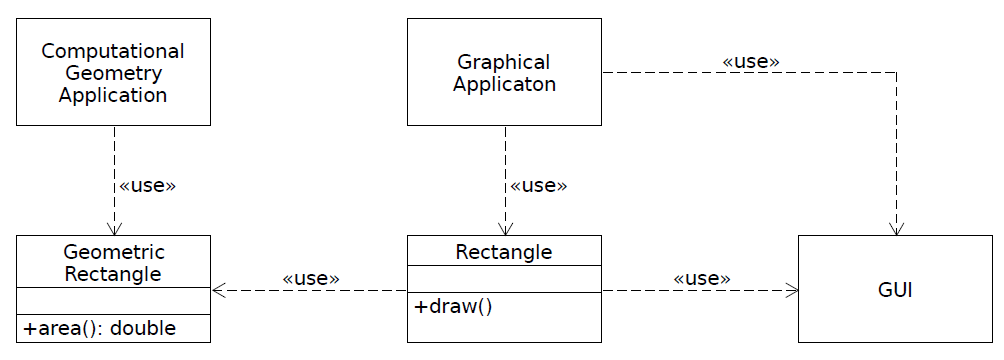 Computational
Geometry
Application
Graphical
Applicaton
«use»
«use»
«use»
Geometric
Rectangle
+area(): double
«use»
Rectangle
+draw()
«use»
GUI